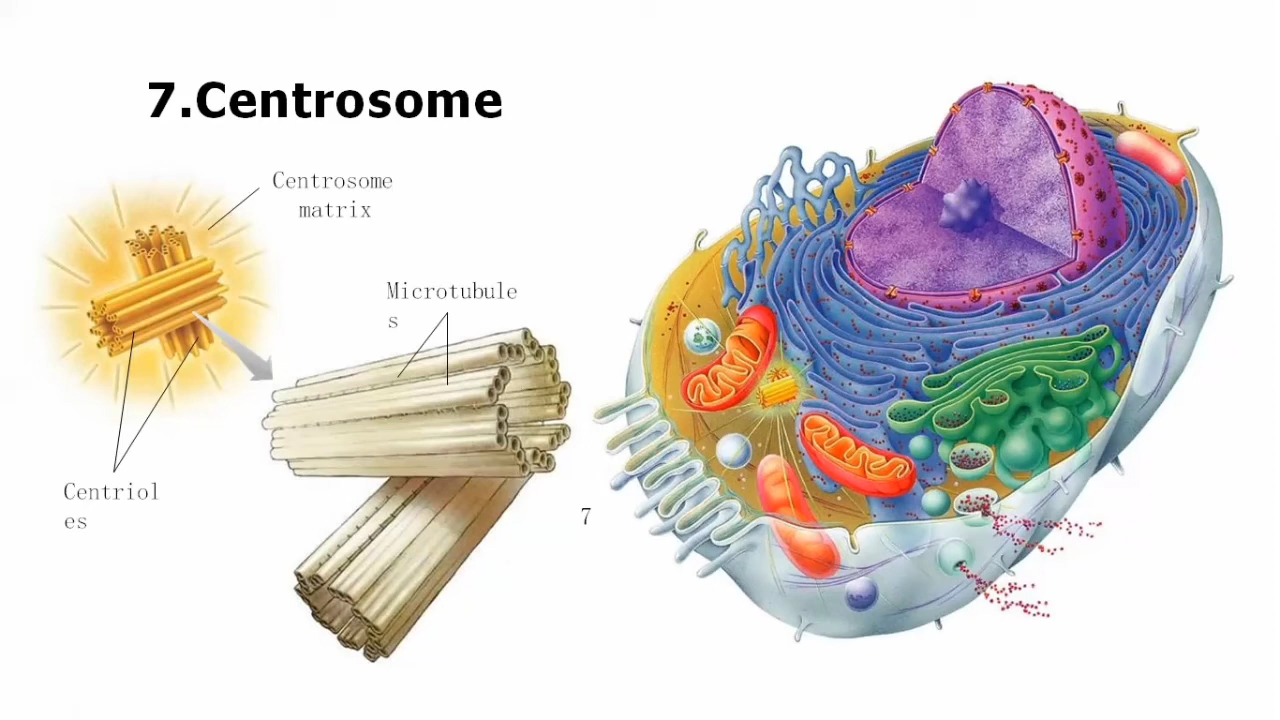 7.Centrosome
Centrosome
matrix
Microtubule
s
Centriol
es
7